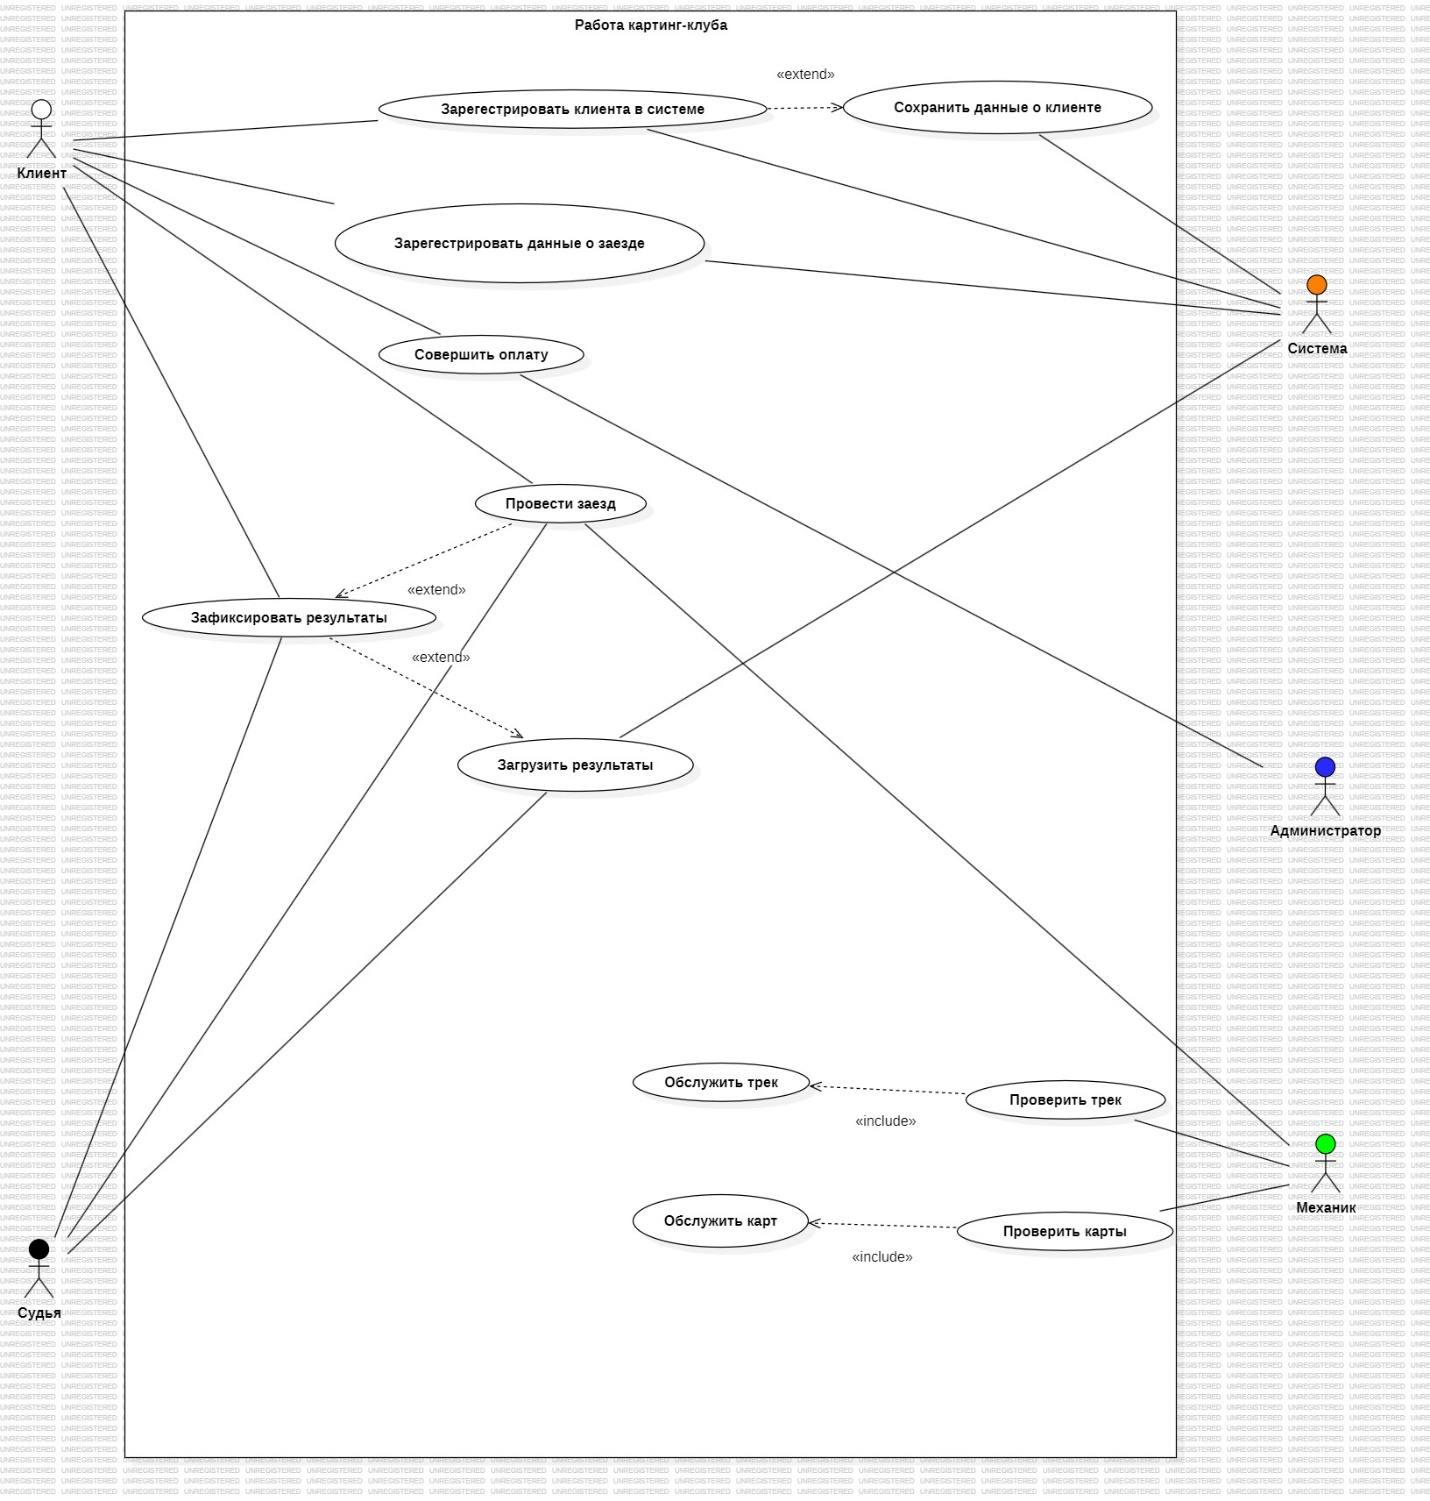 Работа картинг-клуба
«extend»
Зарегестрировать клиента в системе
Сохранить данные о клиенте
Клиент
Зарегестрировать данные о заезде
Система
Совершить оплату
Провести заезд
«extend»
Зафиксировать результаты
«extend»
Загрузить результаты
Администратор
Обслужить трек
Проверить трек
«include»
Механик
Обслужить карт
Проверить карты
«include»
Судья
UNREGISTERED